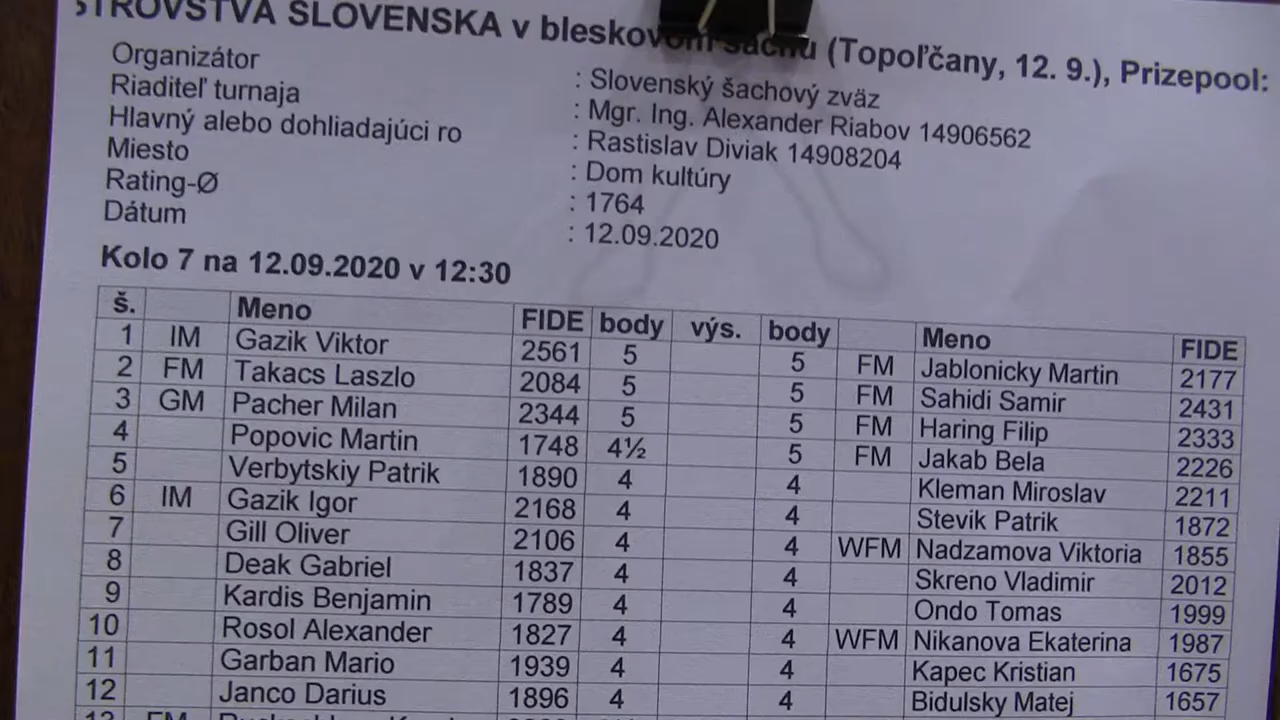 STROVSTVÁ SLOVENSKA v bleskovom šachu (Topoľčany, 12. 9.), Prizepool:
Organizátor : Slovenský šachový zväz
Riaditeľ turnaja : Mgr. Ing. Alexander Riabov 14906562
Hlavný alebo dohliadajúci ro : Rastislav Diviak 14908204
Miesto : Dom kultúry
Rating-Ø : 1764
Dátum : 12.09.2020
Kolo 7 na 12.09.2020 v 12:30
š. Meno FIDE body výs. body Meno FIDE
1 IM Gazik Viktor 2561 5 5 FM Jablonicky Martin 2177
2 FM Takacs Laszlo 2084 5 5 FM Sahidi Samir 2431
3 GM Pacher Milan 2344 5 5 FM Haring Filip 2333
4 Popovic Martin 1748 4½ 5 FM Jakab Bela 2226
5 Verbytskiy Patrik 1890 4 4 Kleman Miroslav 2211
6 IM Gazik Igor 2168 4 4 Stevik Patrik 1872
7 Gill Oliver 2106 4 4 WFM Nadzamova Viktoria 1855
8 Deak Gabriel 1837 4 4 Skreno Vladimir 2012
9 Kardis Benjamin 1789 4 4 Ondo Tomas 1999
10 Rosol Alexander 1827 4 4 WFM Nikanova Ekaterina 1987
11 Garban Mario 1939 4 4 Kapec Kristian 1675
12 Janco Darius 1896 4 4 Bidulsky Matej 1657
13 FM